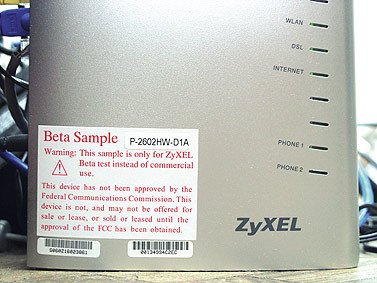 WLAN
DSL
INTERNET
PHONE 1
PHONE 2
Beta Sample
P-2602HW-D1A
Warning: This sample is only for ZyXEL
Beta test instead of commercial
use.
This device has not been approved by the
Federal Communications Commission. This
device is not, and may not be offered for
sale or lease, or sold or leased until the
approval of the FCC has been obtained.
S060216023861
00134994C2EC
ZyXEL